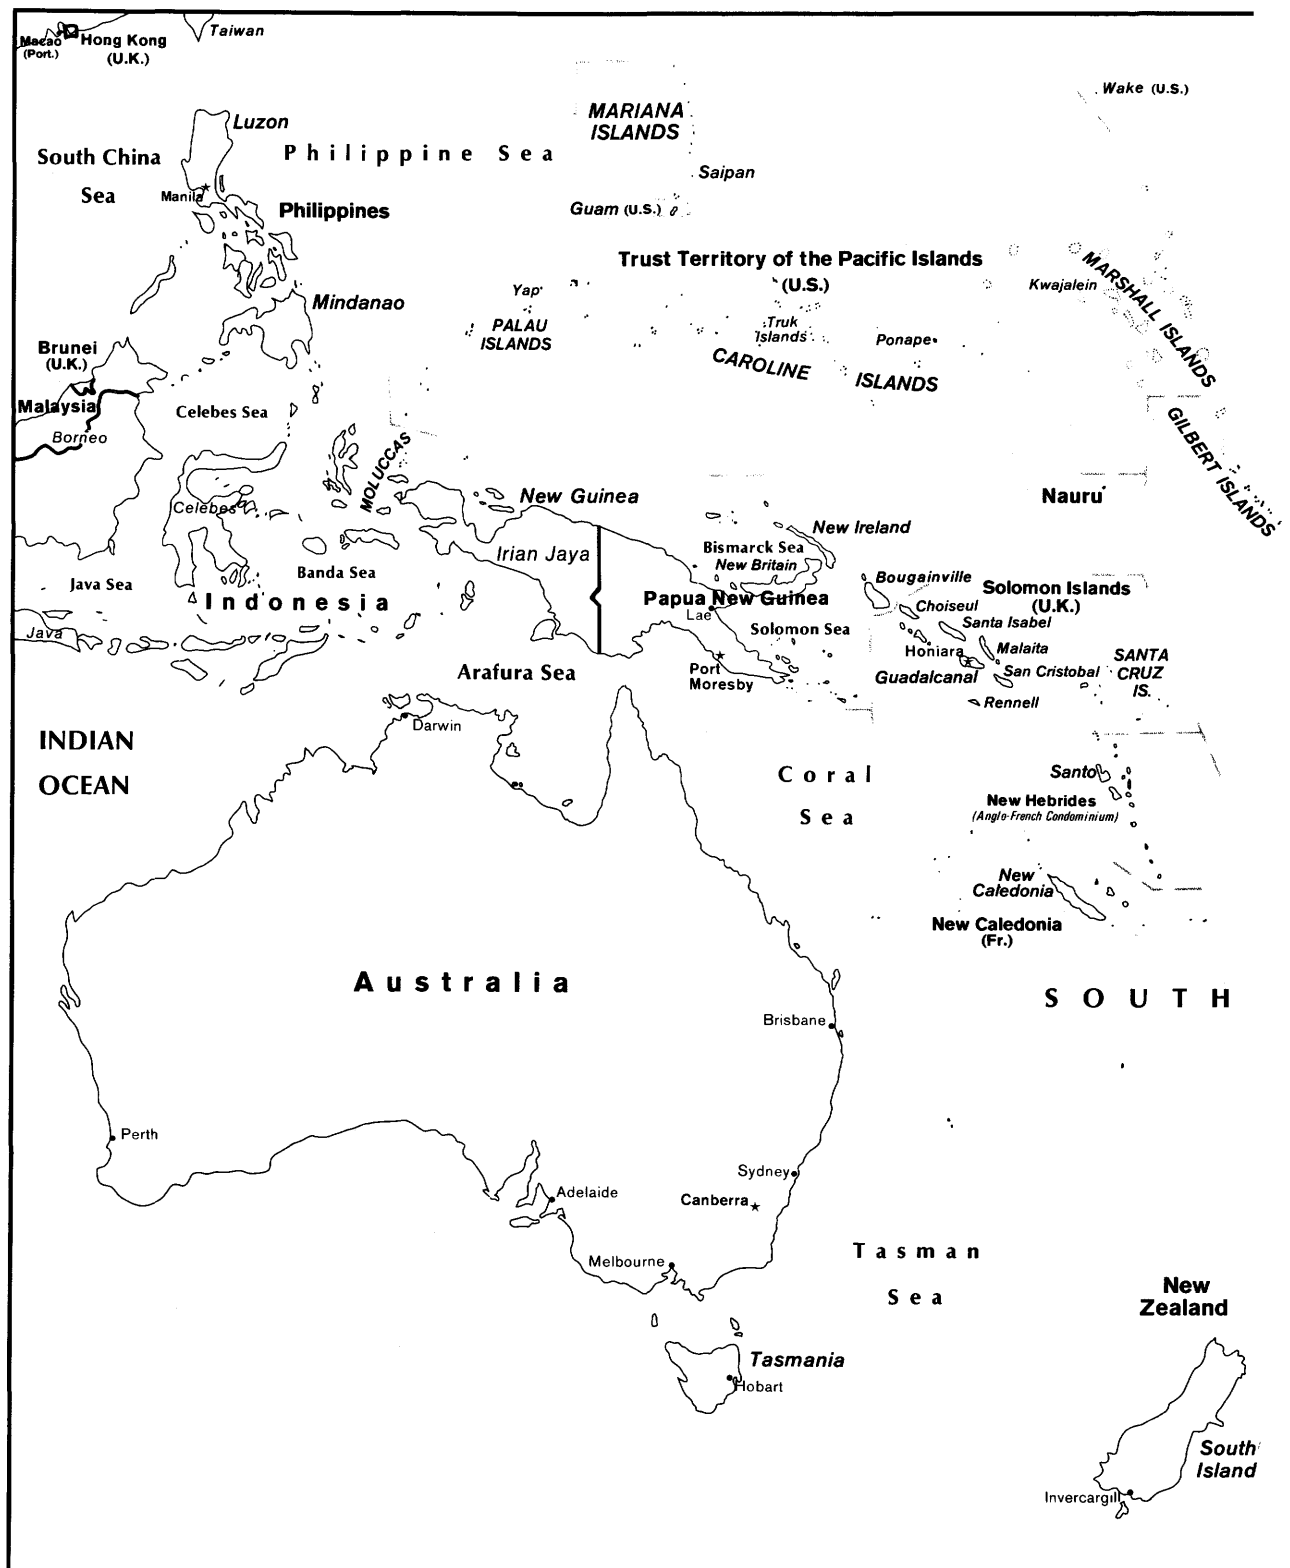 Taiwan
Macao
(Port.)
Hong Kong
(U.K.)
Wake (U.S.)
MARIANA
ISLANDS
Luzon
Philippine Sea
South China
Sea
Saipan
Manila
Guam (U.S.)
Philippines
Trust Territory of the Pacific Islands
(U.S.)
MARSHALL ISLANDS
Kwajalein
Yap
Mindanao
PALAU
ISLANDS
Truk
Islands
Ponape
CAROLINE ISLANDS
Brunei
(U.K.)
Malaysia
Borneo
Celebes Sea
GILBERT ISLANDS
MOLUCCAS
New Guinea
Nauru
Celebes
New Ireland
Irian Jaya
Bismarck Sea
New Britain
Banda Sea
Java Sea
Bougainville
Solomon Islands
(U.K.)
Indonesia
Papua New Guinea
Choiseul
Lae
Santa Isabel
Java
Solomon Sea
Honiara
Malaita
SANTA
CRUZ
IS.
Port
Moresby
Arafura Sea
Guadalcanal
San Cristobal
Rennell
Darwin
INDIAN
OCEAN
Coral
Sea
Santo
New Hebrides
(Anglo-French Condominium)
New
Caledonia
New Caledonia
(Fr.)
Australia
SOUTH
Brisbane
Perth
Sydney
Adelaide
Canberra
Melbourne
Tasman
Sea
New
Zealand
Tasmania
Hobart
South
Island
Invercargill